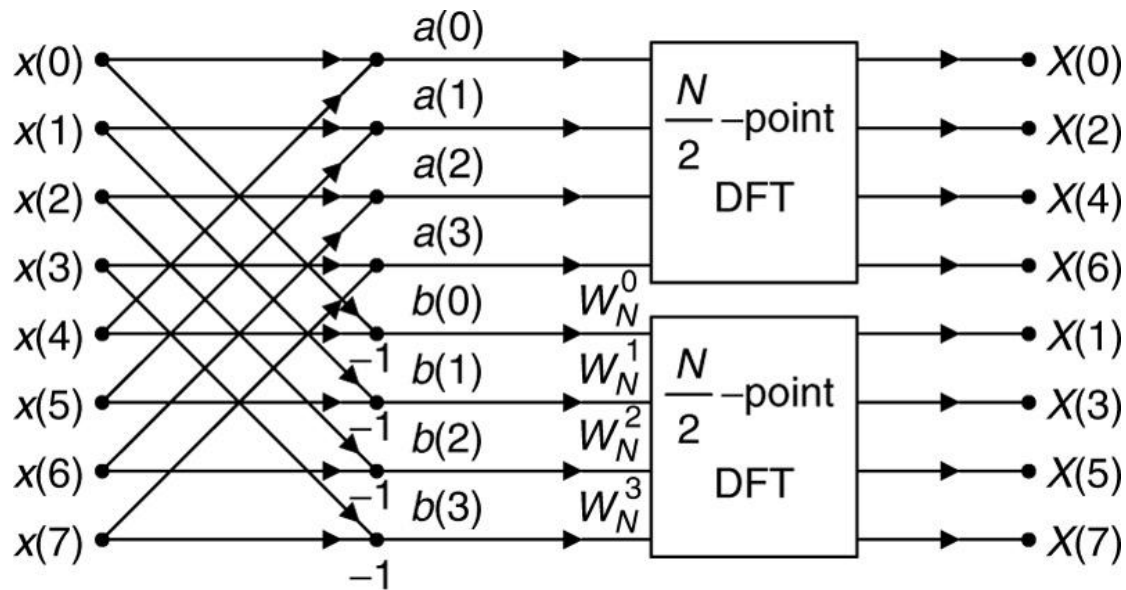 x(0)
x(1)
x(2)
x(3)
x(4)
x(5)
x(6)
x(7)
a(0)
a(1)
a(2)
a(3)
b(0)
b(1)
b(2)
b(3)
−1
−1
−1
−1
W_N^0
W_N^1
W_N^2
W_N^3
N/2 −point
DFT
N/2 −point
DFT
X(0)
X(2)
X(4)
X(6)
X(1)
X(3)
X(5)
X(7)